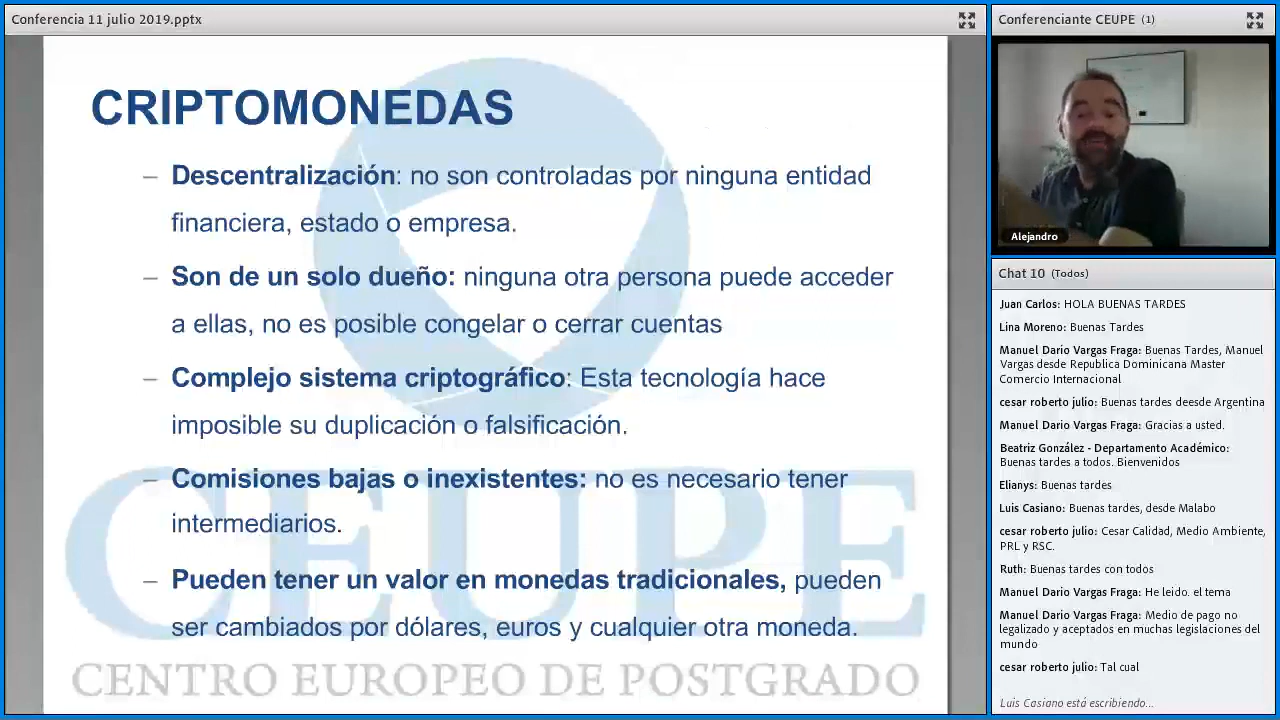 Conferencia 11 julio 2019.pptx
CRIPTOMONEDAS
– Descentralización: no son controladas por ninguna entidad
financiera, estado o empresa.
– Son de un solo dueño: ninguna otra persona puede acceder
a ellas, no es posible congelar o cerrar cuentas
– Complejo sistema criptográfico: Esta tecnología hace
imposible su duplicación o falsificación.
– Comisiones bajas o inexistentes: no es necesario tener
intermediarios.
– Pueden tener un valor en monedas tradicionales, pueden
ser cambiados por dólares, euros y cualquier otra moneda.
CEUPE
CENTRO EUROPEO DE POSTGRADO
Conferenciante CEUPE (1)
Alejandro
Chat 10 (Todos)
Juan Carlos: HOLA BUENAS TARDES
Lina Moreno: Buenas Tardes
Manuel Dario Vargas Fraga: Buenas Tardes, Manuel
Vargas desde Republica Dominicana Master
Comercio Internacional
cesar roberto julio: Buenas tardes deesde Argentina
Manuel Dario Vargas Fraga: Gracias a usted.
Beatriz González - Departamento Académico:
Buenas tardes a todos. Bienvenidos
Elianys: Buenas tardes
Luis Casiano: Buenas tardes, desde Malabo
cesar roberto julio: Cesar Calidad, Medio Ambiente,
PRL y RSC.
Ruth: Buenas tardes con todos
Manuel Dario Vargas Fraga: He leido. el tema
Manuel Dario Vargas Fraga: Medio de pago no
legalizado y aceptados en muchas legislaciones del
mundo
cesar roberto julio: Tal cual
Luis Casiano está escribiendo...